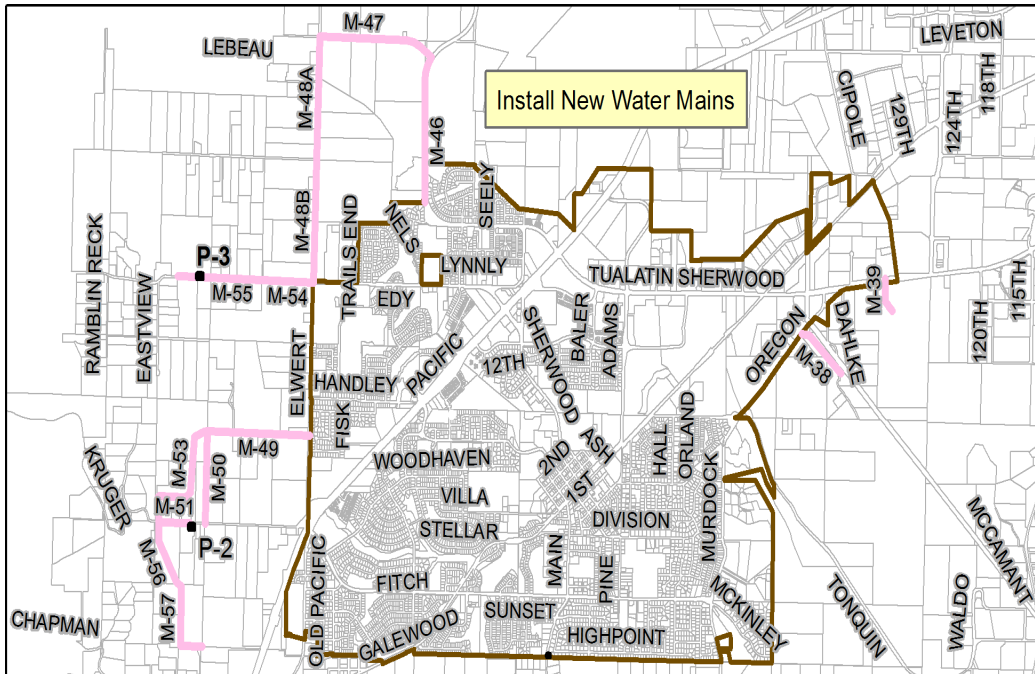 M-47
LEBEAU
LEVETON
CIPOLE
129TH
124TH
118TH
Install New Water Mains
M-48A
M-46
SEELY
M-48B
TRAILS END
NELS
LYNNLY
RAMBLIN RECK
EASTVIEW
P-3
M-55
M-54
EDY
TUALATIN SHERWOOD
M-39
DAHLKE
OREGON
M-38
120TH
115TH
PACIFIC
SHERWOOD
BALER
ADAMS
12TH
ELWERT
HANDLEY
FISK
M-49
M-53
M-50
KRUGER
M-51
P-2
WOODHAVEN
VILLA
STELLAR
2ND
1ST
ASH
HALL
ORLAND
MURDOCK
DIVISION
MAIN
PINE
M-56
M-57
CHAPMAN
OLD PACIFIC
FITCH
GALEWOOD
SUNSET
HIGHPOINT
MCKINLEY
TONQUIN
WALDO
MCCAMANT